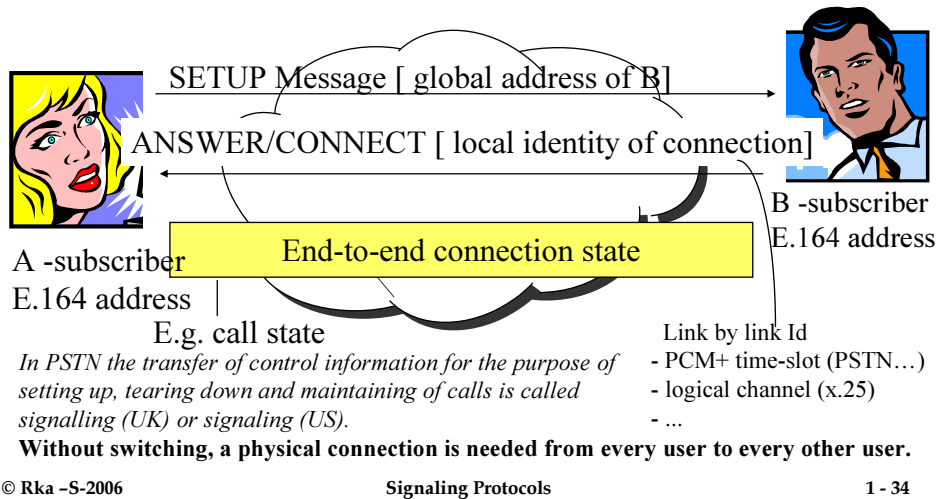 SETUP Message [ global address of B]
ANSWER/CONNECT [ local identity of connection]
B -subscriber
E.164 address
End-to-end connection state
A -subscriber
E.164 address
E.g. call state
Link by link Id
- PCM+ time-slot (PSTN…)
- logical channel (x.25)
- ...
In PSTN the transfer of control information for the purpose of
setting up, tearing down and maintaining of calls is called
signalling (UK) or signaling (US).
Without switching, a physical connection is needed from every user to every other user.
© Rka –S-2006 Signaling Protocols 1 - 34